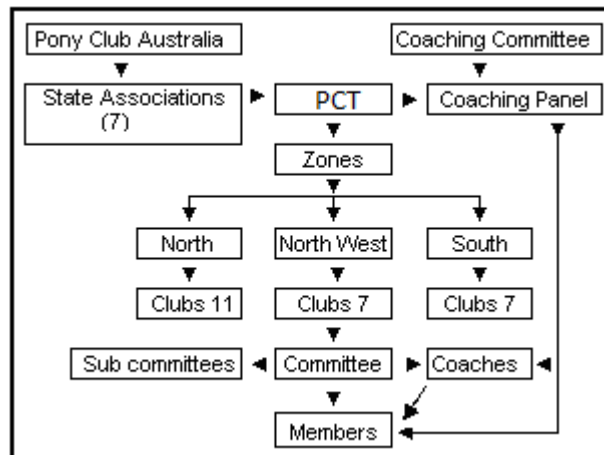 Pony Club Australia
Coaching Committee
State Associations
(7)
PCT
Coaching Panel
Zones
North
North West
South
Clubs 11
Clubs 7
Clubs 7
Sub committees
Committee
Coaches
Members